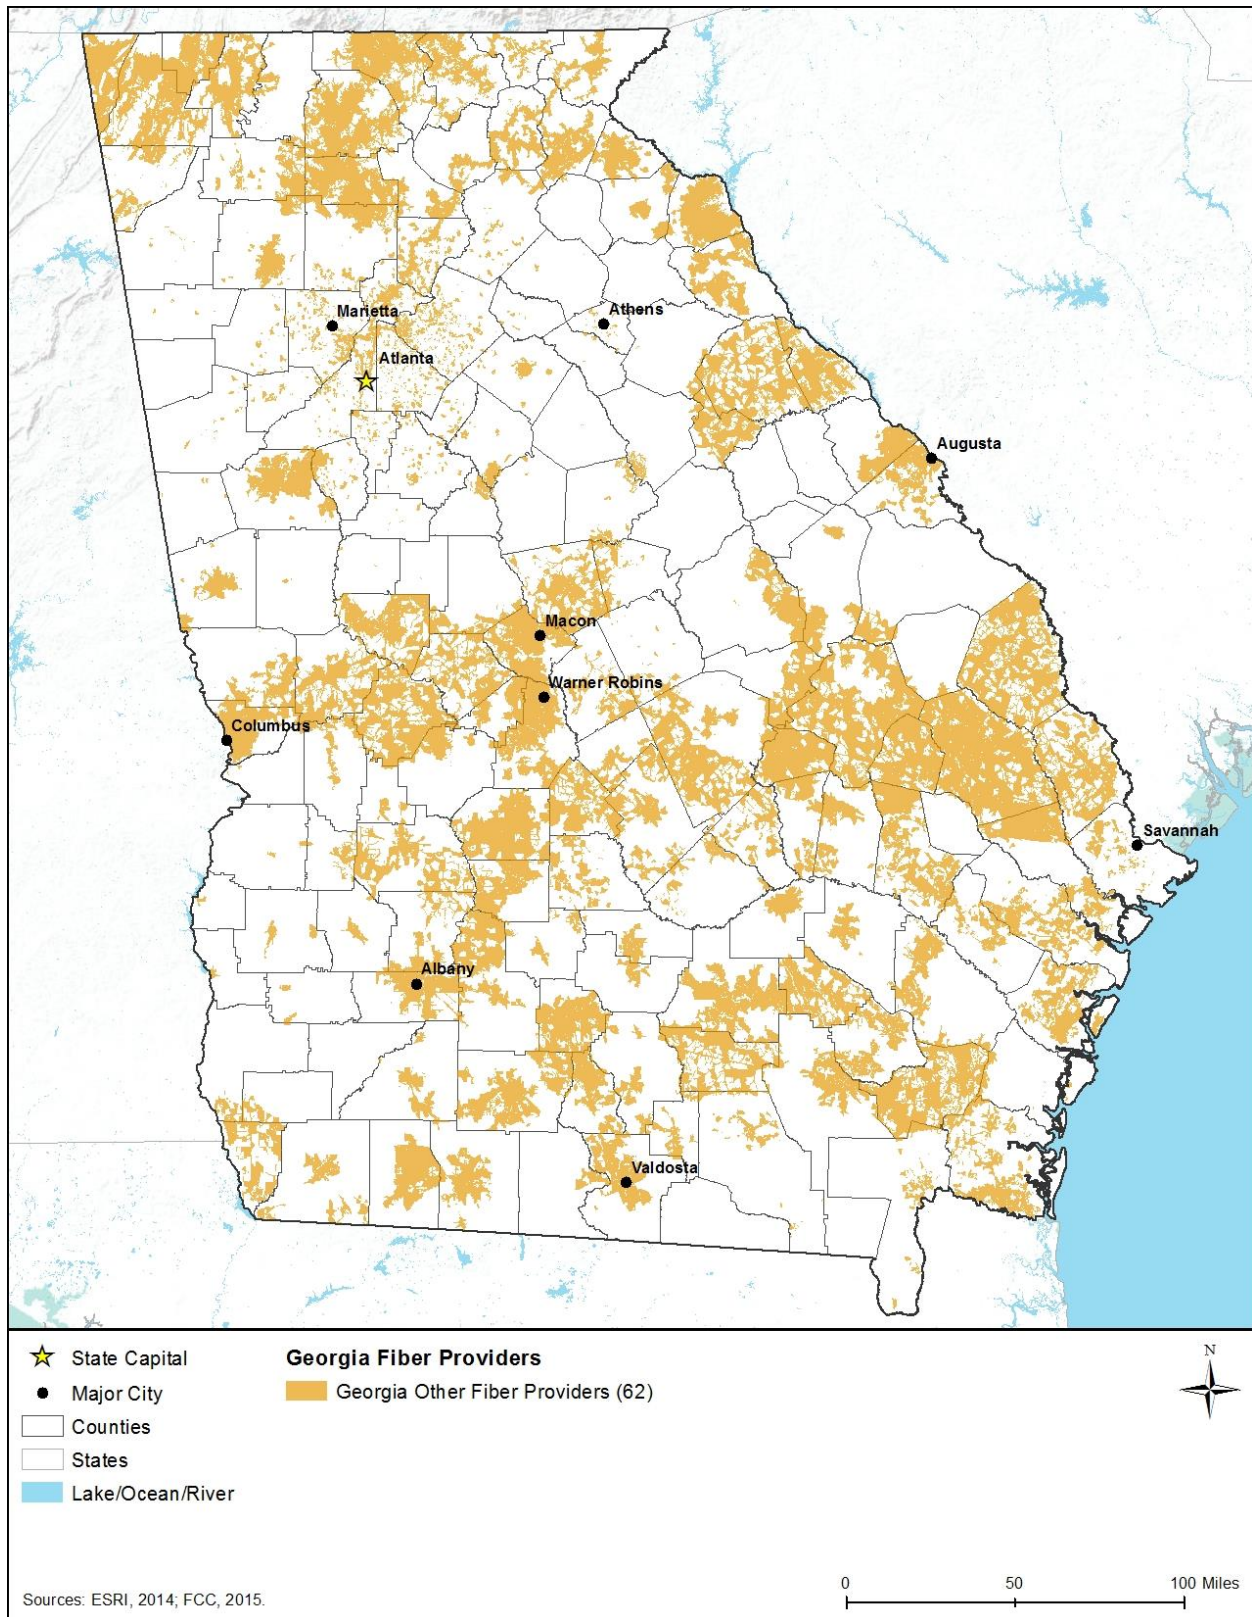 Marietta
Athens
Atlanta
Augusta
Macon
Warner Robins
Columbus
Savannah
Albany
Valdosta
State Capital
Georgia Fiber Providers
N
Major City
Georgia Other Fiber Providers (62)
Counties
States
Lake/Ocean/River
0 50 100 Miles
Sources: ESRI, 2014; FCC, 2015.